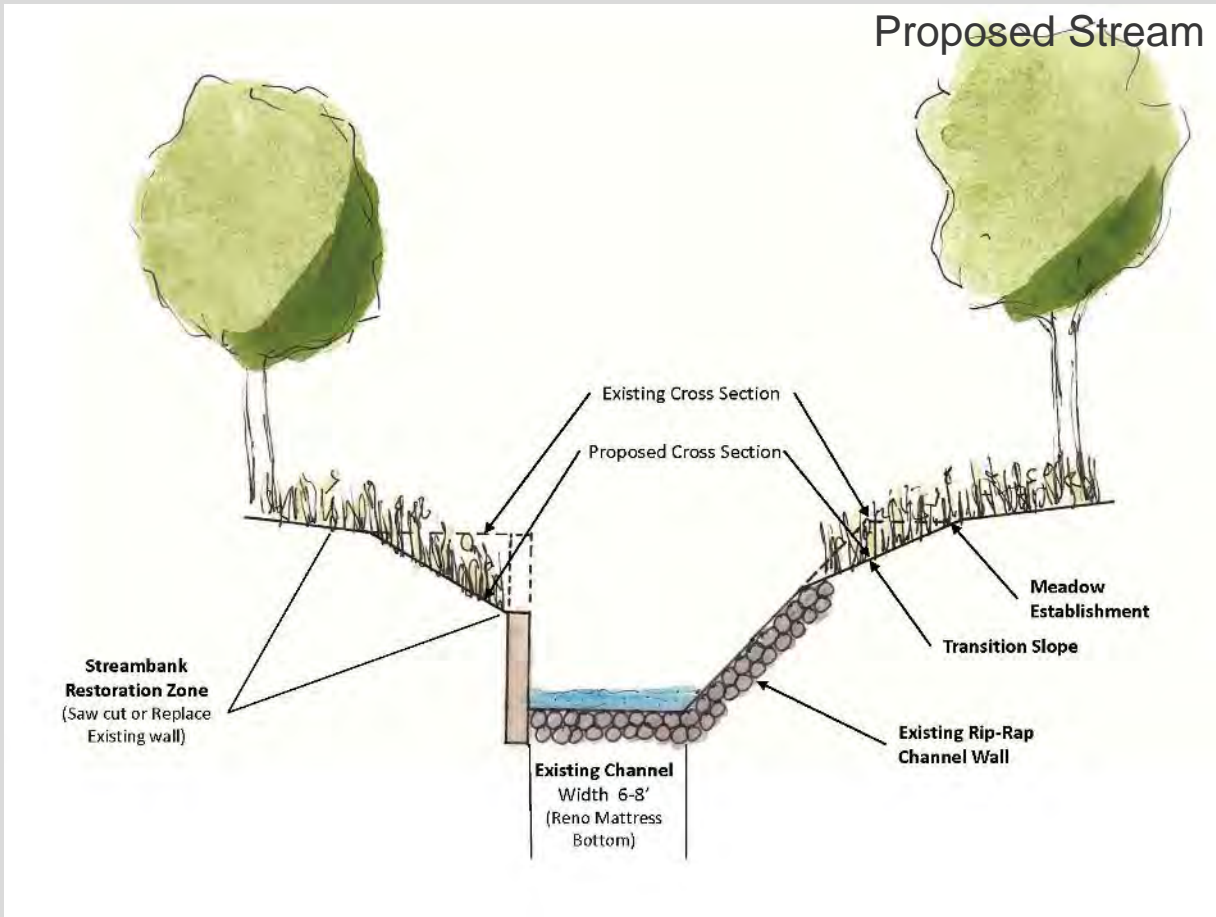 Proposed Stream
Existing Cross Section
Proposed Cross Section
Meadow
Establishment
Transition Slope
Streambank
Restoration Zone
(Saw cut or Replace
Existing wall)
Existing Rip-Rap
Channel Wall
Existing Channel
Width 6-8'
(Reno Mattress
Bottom)